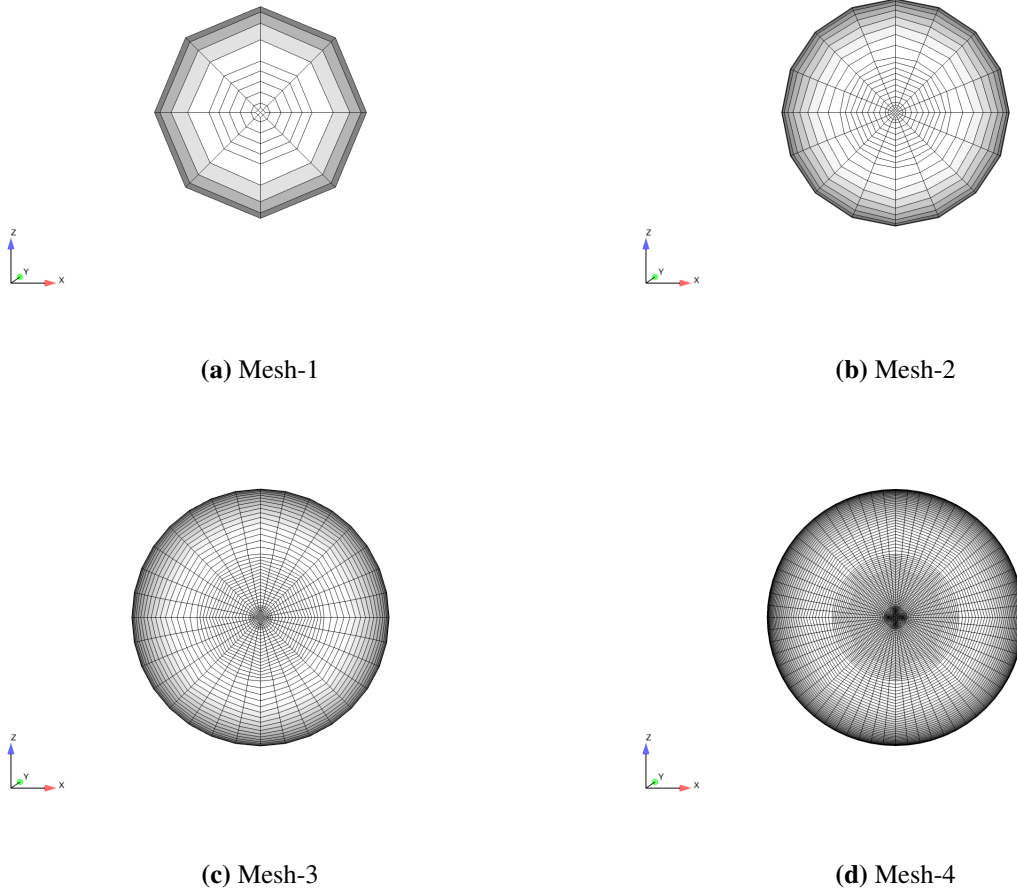 Z
Y
X
Z
Y
X
(a) Mesh-1
(b) Mesh-2
Z
Y
X
Z
Y
X
(c) Mesh-3
(d) Mesh-4